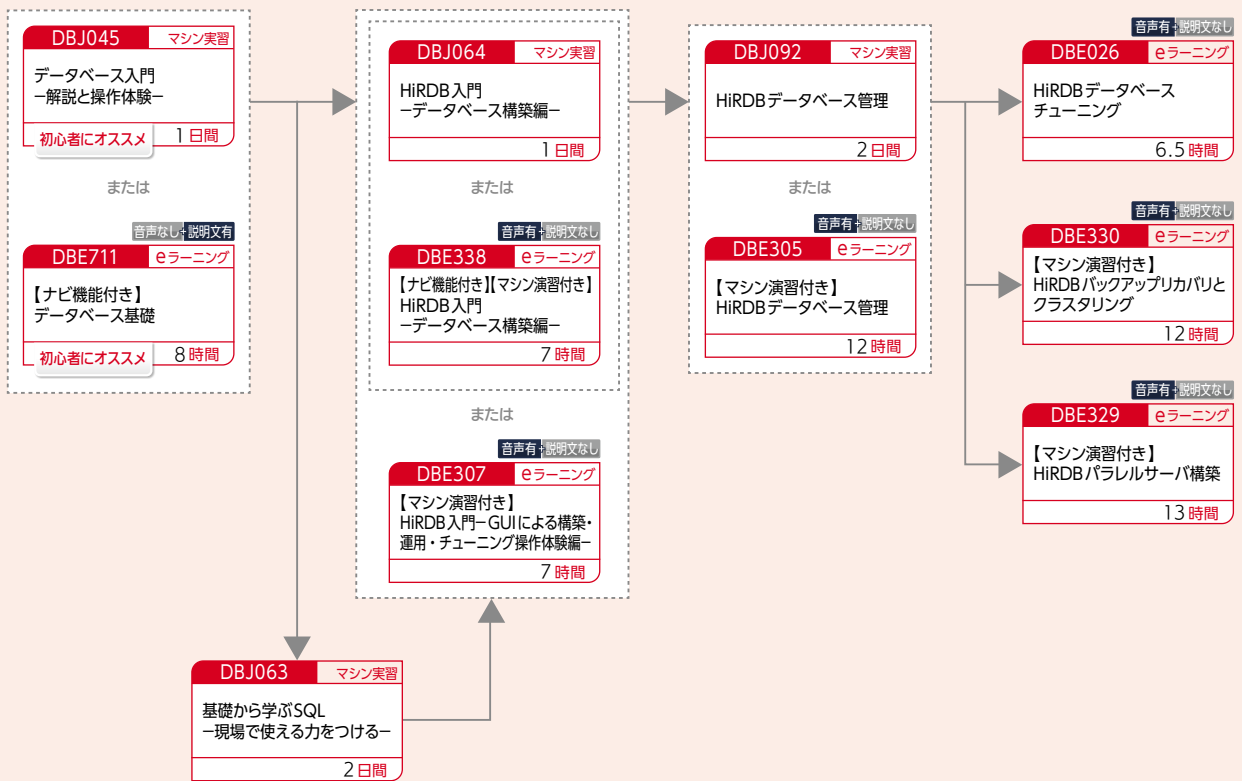 DBJ045 マシン実習
データベース入門
−解説と操作体験−
初心者にオススメ 1日間
または
音声なし+説明文有
DBE711 eラーニング
【ナビ機能付き】
データベース基礎
初心者にオススメ 8時間
DBJ064 マシン実習
HiRDB入門
−データベース構築編−
1日間
または
音声有+説明文なし
DBE338 eラーニング
【ナビ機能付き】【マシン演習付き】
HiRDB入門
−データベース構築編−
7時間
または
音声有+説明文なし
DBE307 eラーニング
【マシン演習付き】
HiRDB入門−GUIによる構築・
運用・チューニング操作体験編−
7時間
DBJ063 マシン実習
基礎から学ぶSQL
−現場で使える力をつける−
2日間
DBJ092 マシン実習
HiRDBデータベース管理
2日間
または
音声有+説明文なし
DBE305 eラーニング
【マシン演習付き】
HiRDBデータベース管理
12時間
音声有+説明文なし
DBE026 eラーニング
HiRDBデータベース
チューニング
6.5時間
音声有+説明文なし
DBE330 eラーニング
【マシン演習付き】
HiRDBバックアップリカバリと
クラスタリング
12時間
音声有+説明文なし
DBE329 eラーニング
【マシン演習付き】
HiRDBパラレルサーバ構築
13時間